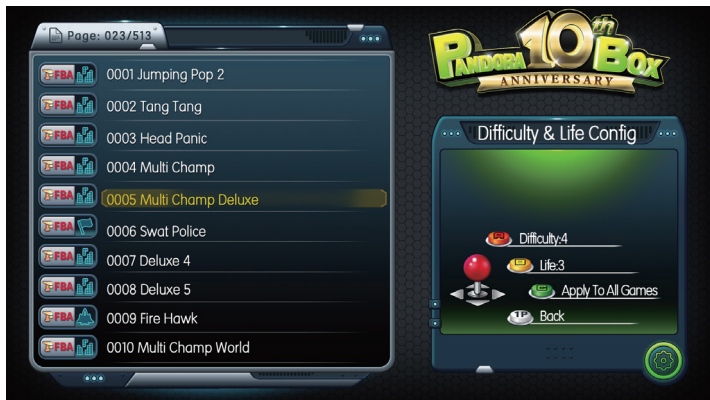 Page: 023/513
FBA 0001 Jumping Pop 2
FBA 0002 Tang Tang
FBA 0003 Head Panic
FBA 0004 Multi Champ
FBA 0005 Multi Champ Deluxe
FBA 0006 Swat Police
FBA 0007 Deluxe 4
FBA 0008 Deluxe 5
FBA 0009 Fire Hawk
FBA 0010 Multi Champ World
PANDORA 10th BOX
ANNIVERSARY
Difficulty & Life Config
Difficulty:4
Life:3
Apply To All Games
1P Back